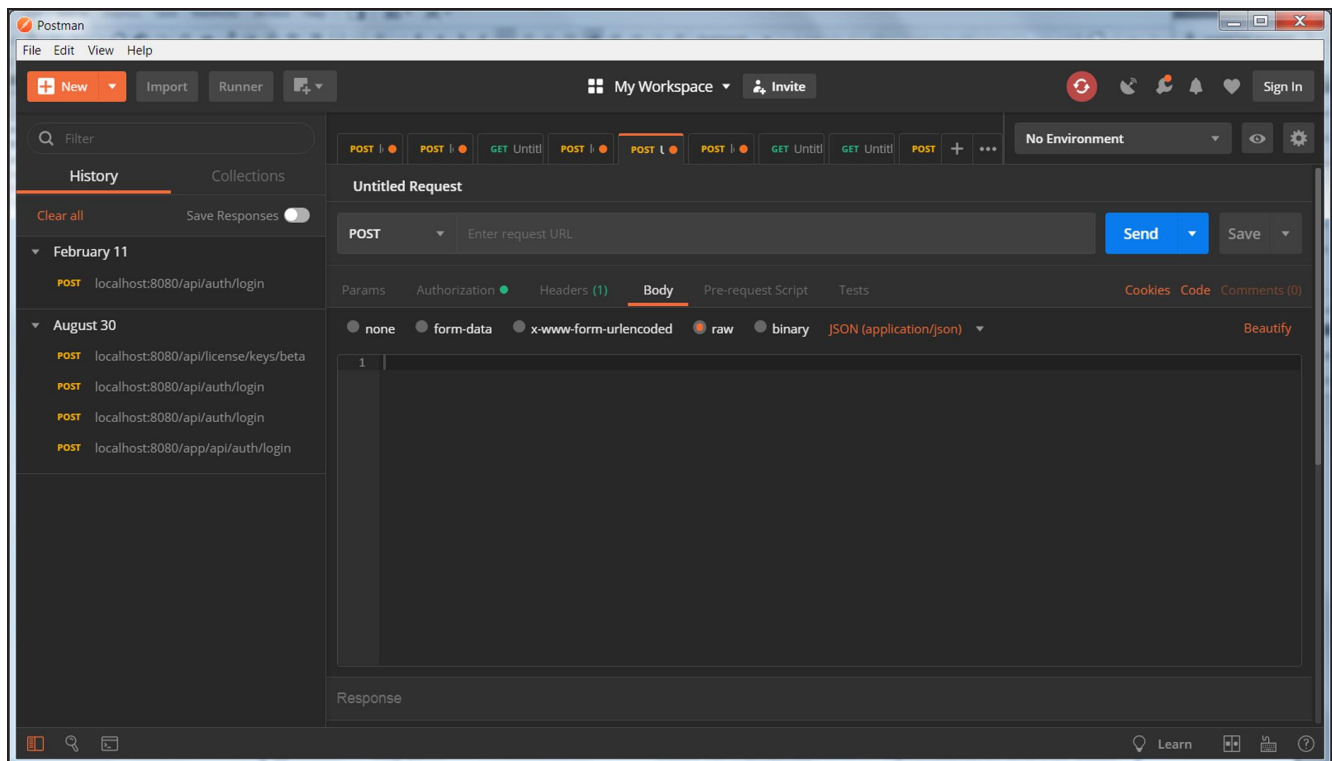 Postman
File Edit View Help
New Import Runner My Workspace Invite Sign In
Filter
POST POST GET Untitl POST POST POST GET Untitl GET Untitl POST
No Environment
History Collections
Untitled Request
Clear all Save Responses
POST Enter request URL Send Save
February 11
POST localhost:8080/api/auth/login
Params Authorization Headers (1) Body Pre-request Script Tests Cookies Code Comments (0)
August 30
none form-data x-www-form-urlencoded raw binary JSON (application/json) Beautify
POST localhost:8080/api/license/keys/beta
1
POST localhost:8080/api/auth/login
POST localhost:8080/api/auth/login
POST localhost:8080/app/api/auth/login
Response
Learn